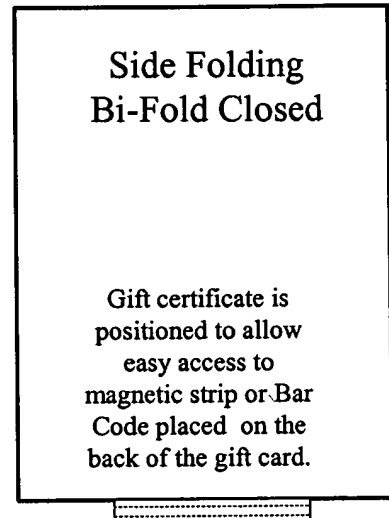 Side Folding
Bi-Fold Closed
Gift certificate is
positioned to allow
easy access to
magnetic strip or Bar
Code placed on the
back of the gift card.